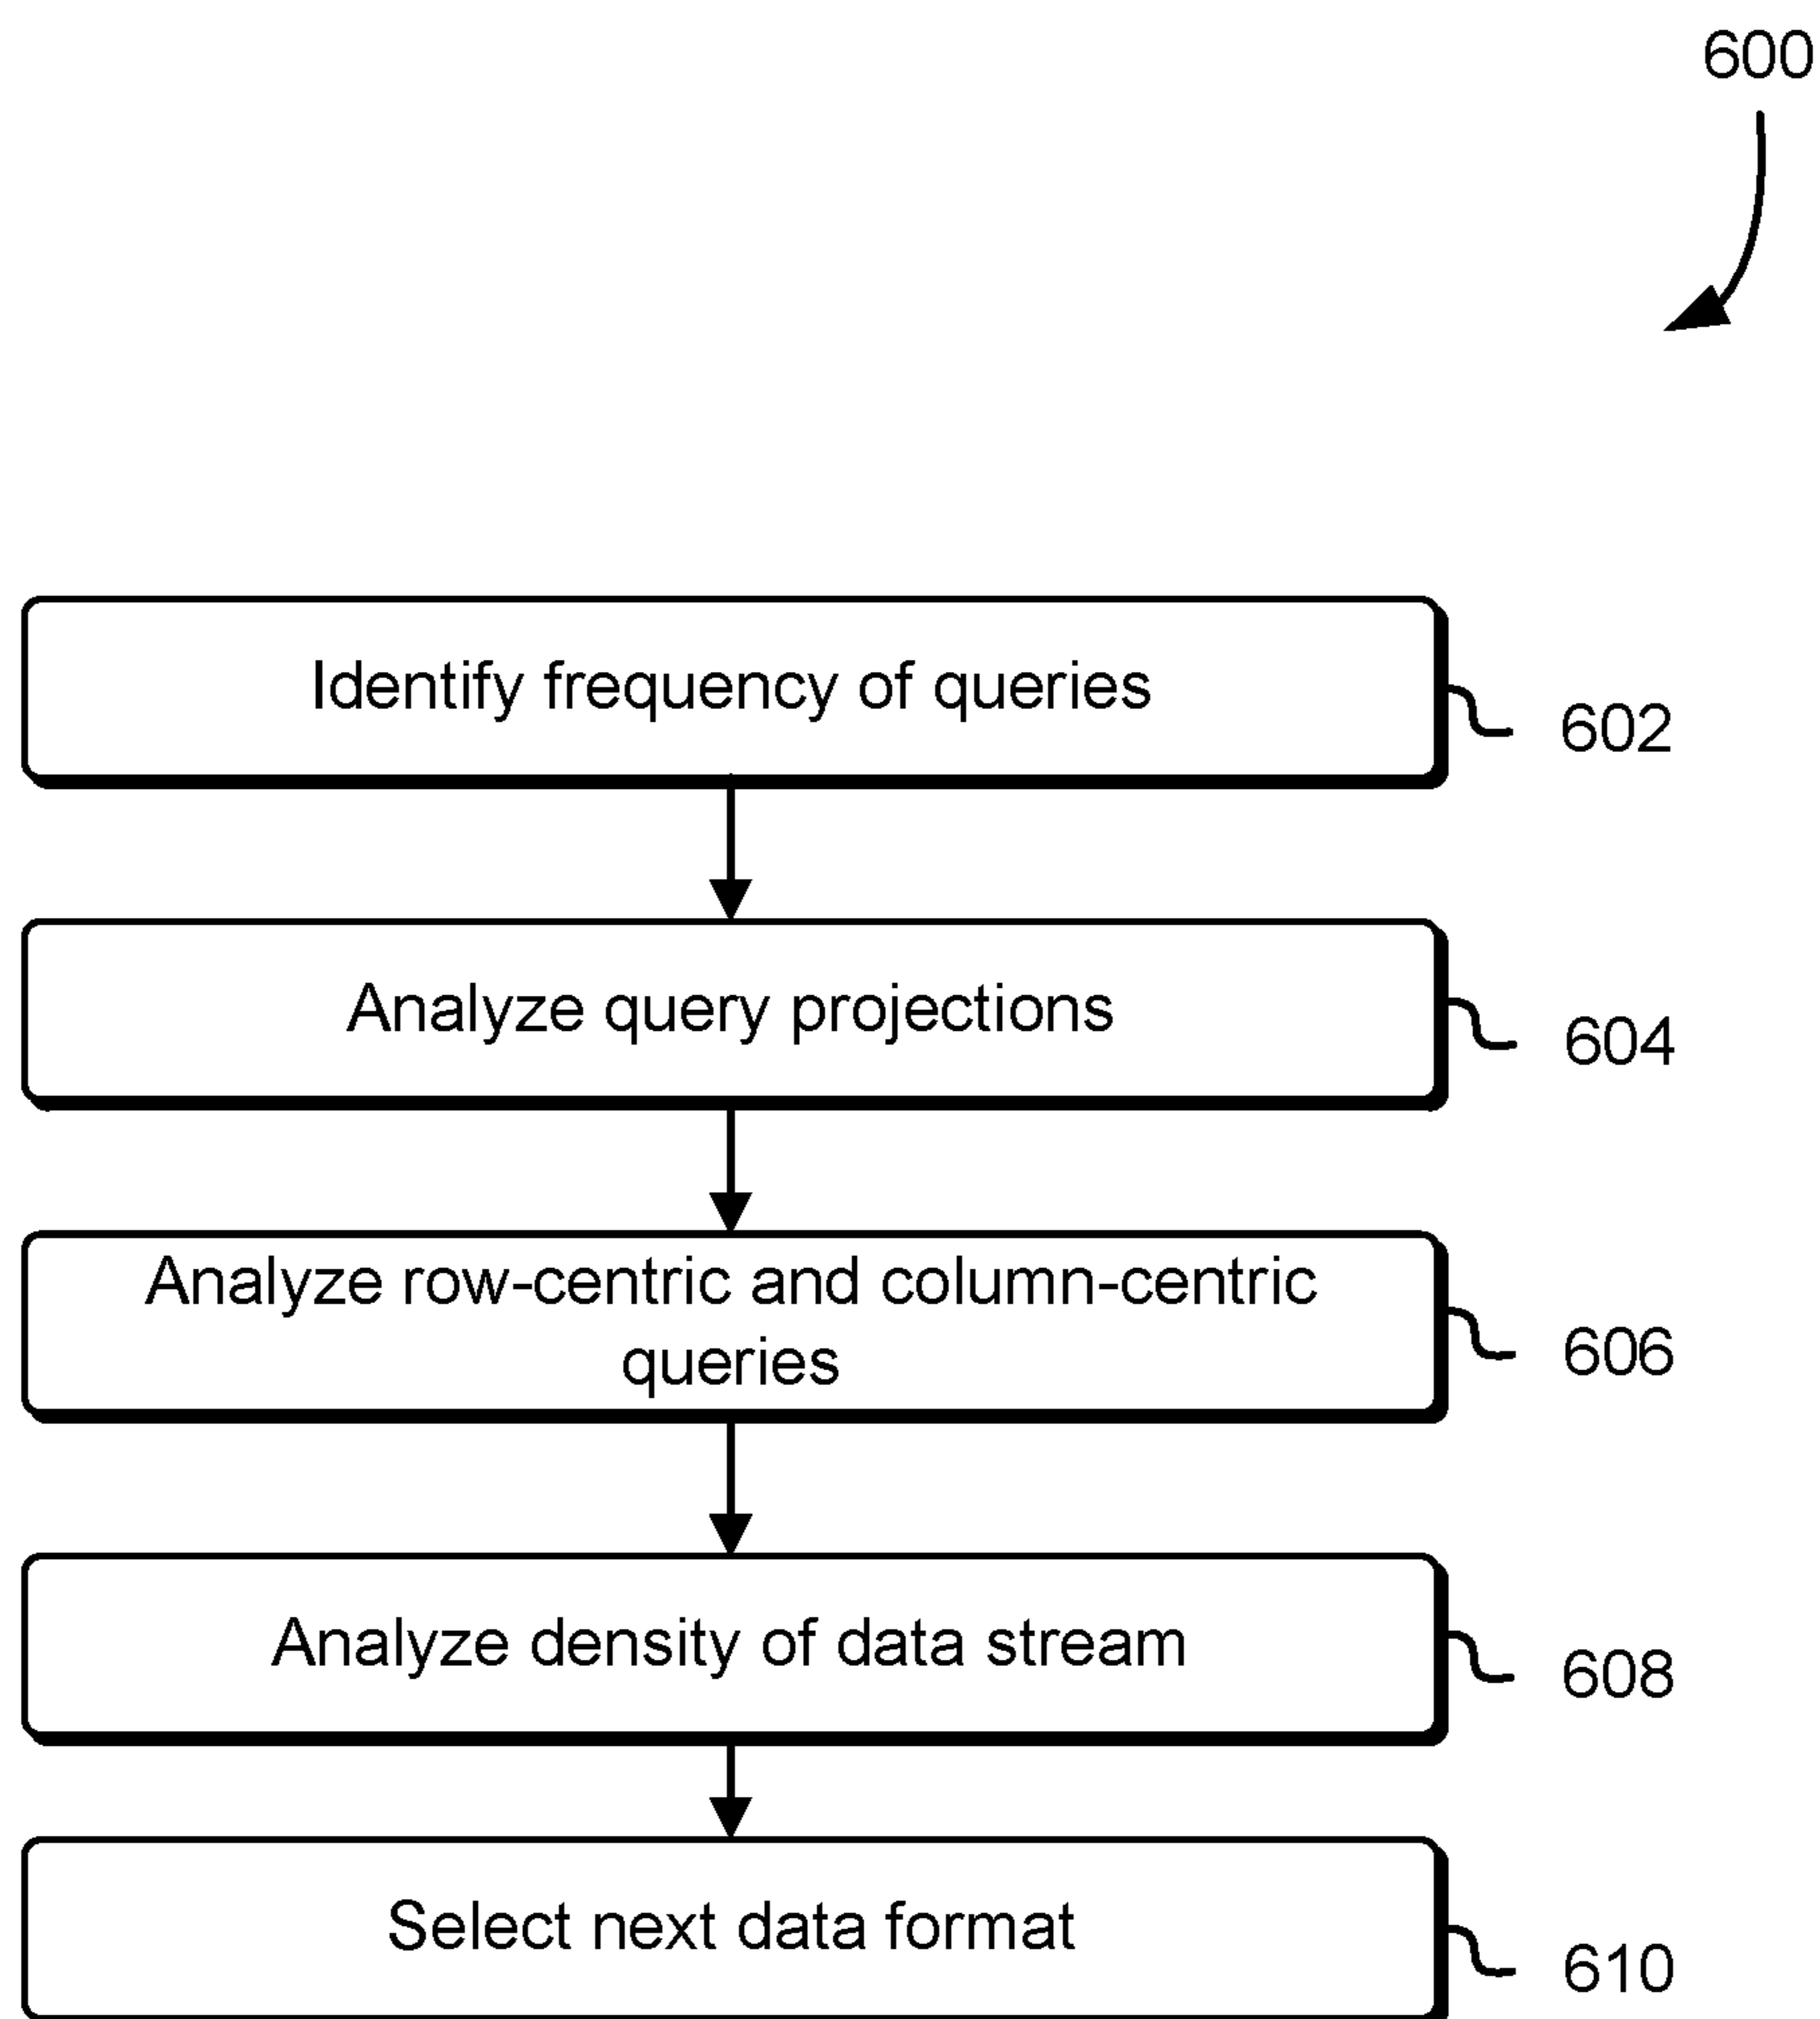 600
Identify frequency of queries
602
Analyze query projections
604
Analyze row-centric and column-centric
queries
606
Analyze density of data stream
608
Select next data format
610